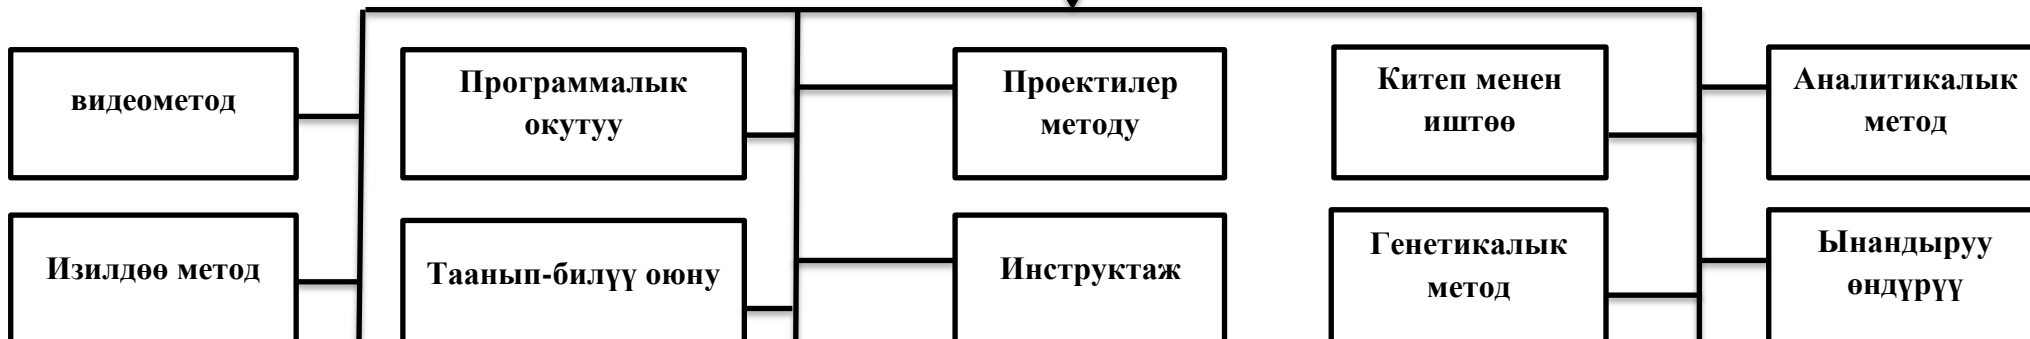 видеометод
Программалык
окутуу
Проектилер
методу
Китеп менен
иштөө
Аналитикалык
метод
Изилдөө метод
Таанып-билүү оюну
Инструктаж
Генетикалык
метод
Ынандыруу
өндүрүү